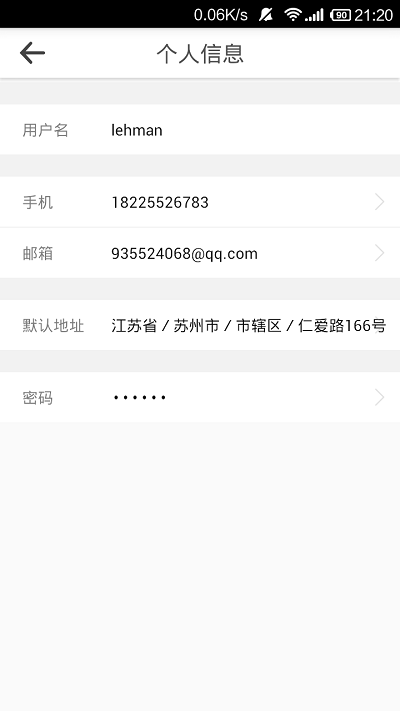 0.06K/s 90 21:20
个人信息
用户名 lehman
手机 18225526783
邮箱 935524068@qq.com
默认地址 江苏省 / 苏州市 / 市辖区 / 仁爱路166号
密码 ••••••